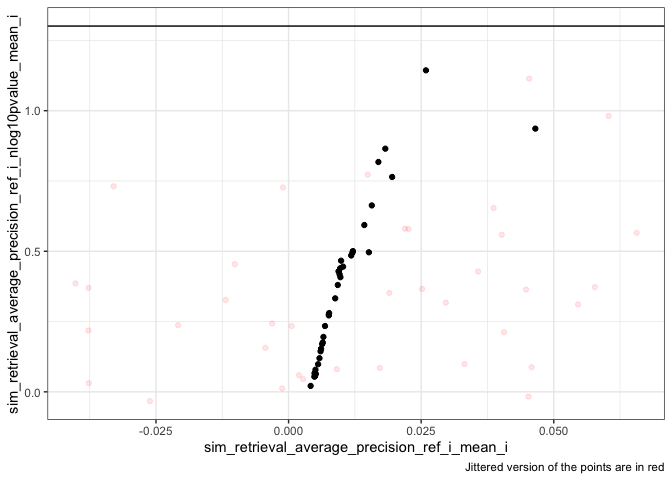 sim_retrieval_average_precision_ref_i_nlog10pvalue_mean_i
1.0
0.5
0.0
-0.025
0.000
0.025
0.050
sim_retrieval_average_precision_ref_i_mean_i
Jittered version of the points are in red